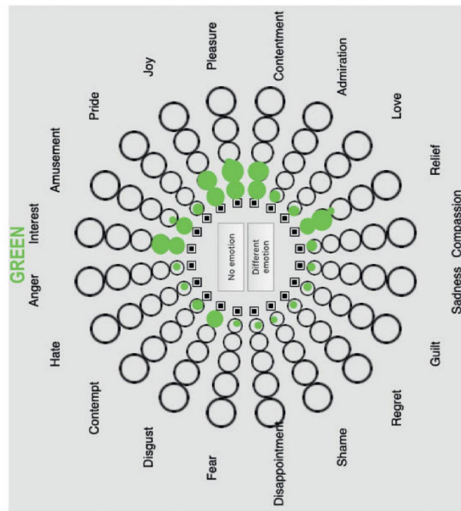 GREEN
Interest
Amusement
Pride
Joy
Pleasure
Contentment
Admiration
Love
Relief
Compassion
Sadness
Guilt
Regret
Shame
Disappointment
Fear
Disgust
Contempt
Hate
Anger
No emotion
Different
emotion